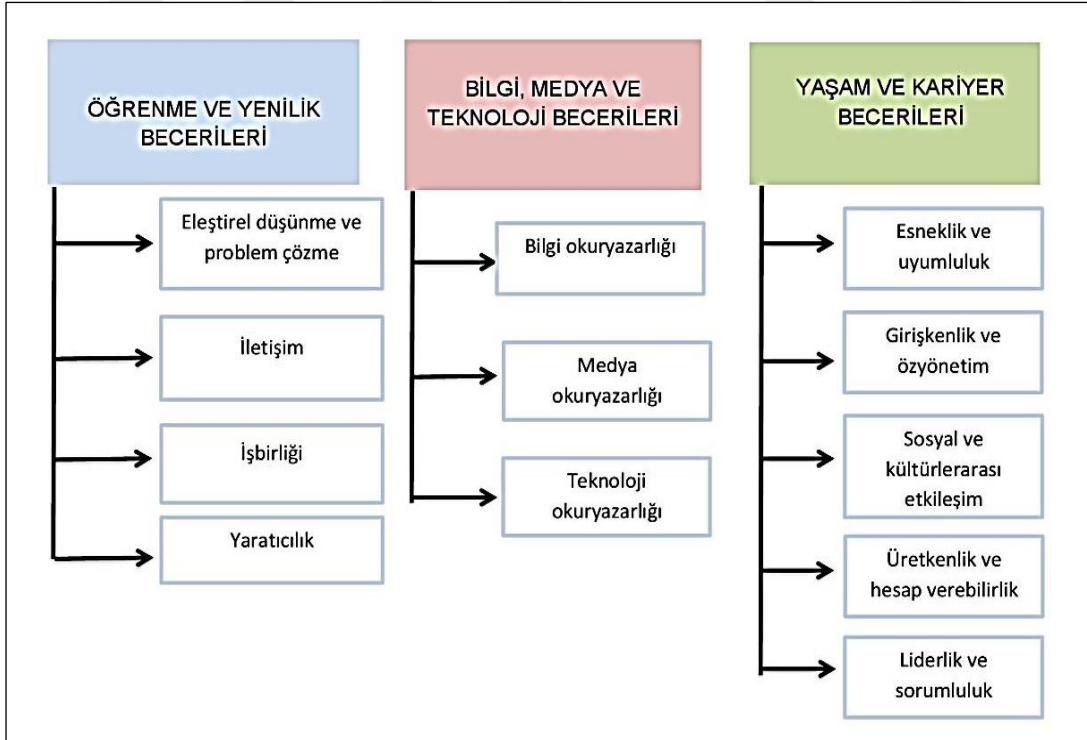 ÖĞRENME VE YENİLİK
BECERİLERİ
Eleştirel düşünme ve
problem çözme
İletişim
İşbirliği
Yaratıcılık
BİLGİ, MEDYA VE
TEKNOLOJİ BECERİLERİ
Bilgi okuryazarlığı
Medya
okuryazarlığı
Teknoloji
okuryazarlığı
YAŞAM VE KARİYER
BECERİLERİ
Esneklik ve
uyumluluk
Girişkenlik ve
özyönetim
Sosyal ve
kültürlerarası
etkileşim
Üretkenlik ve
hesap verebilirlik
Liderlik ve
sorumluluk